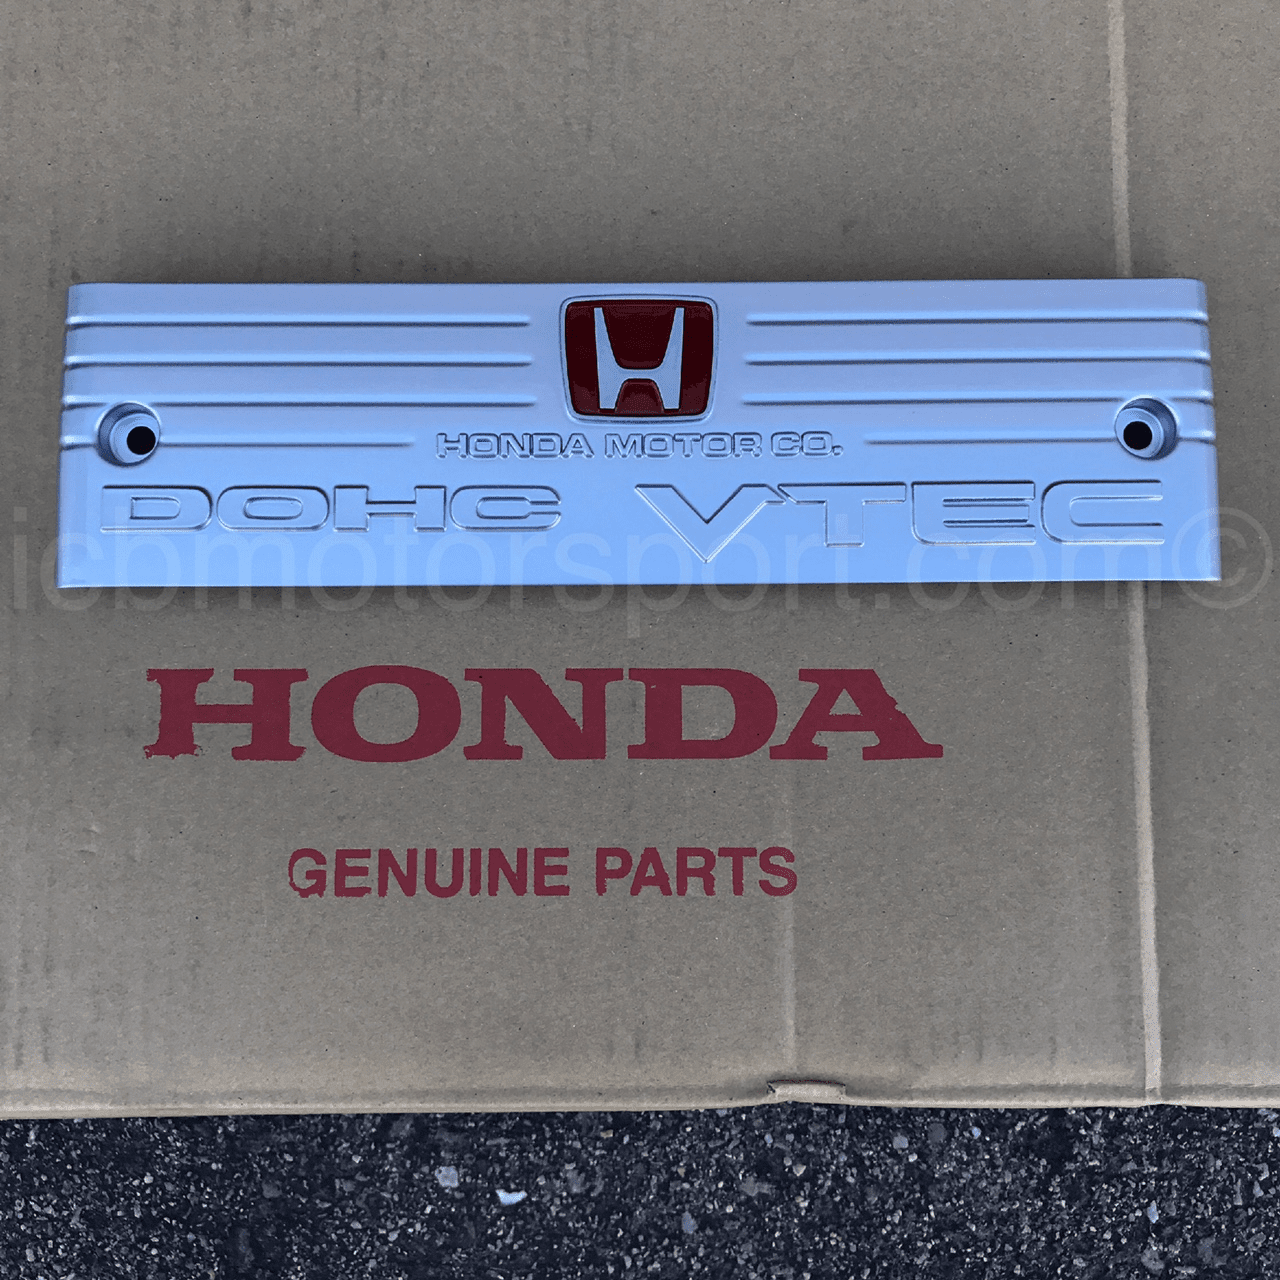 H
HONDA MOTOR CO.
DOHC VTEC
icbmotorsport.com©
HONDA
GENUINE PARTS